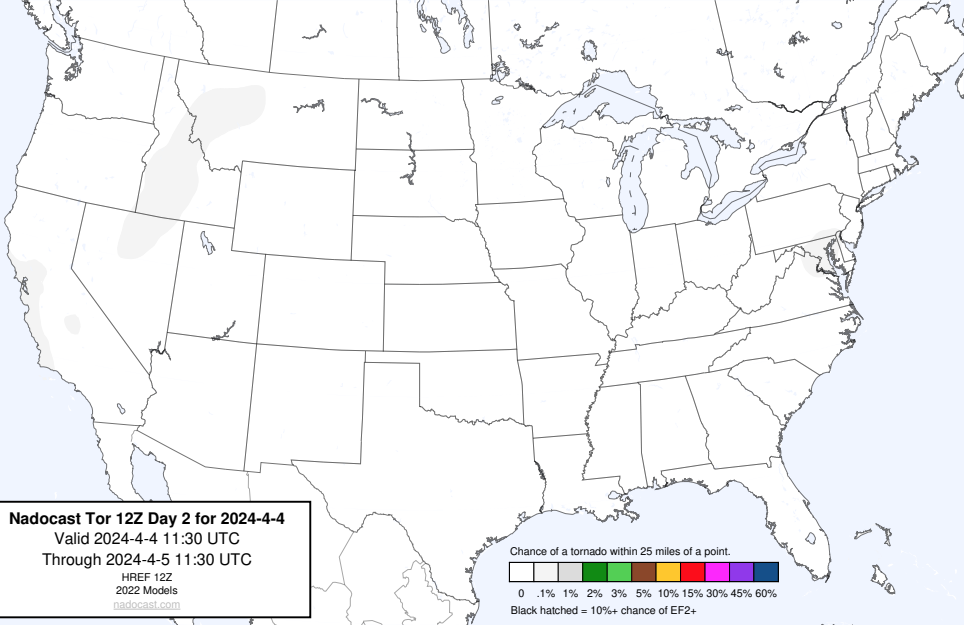 Nadocast Tor 12Z Day 2 for 2024-4-4
Valid 2024-4-4 11:30 UTC
Through 2024-4-5 11:30 UTC
HREF 12Z
2022 Models
nadocast.com
Chance of a tornado within 25 miles of a point.
0 .1% 1% 2% 3% 5% 10% 15% 30% 45% 60%
Black hatched = 10%+ chance of EF2+